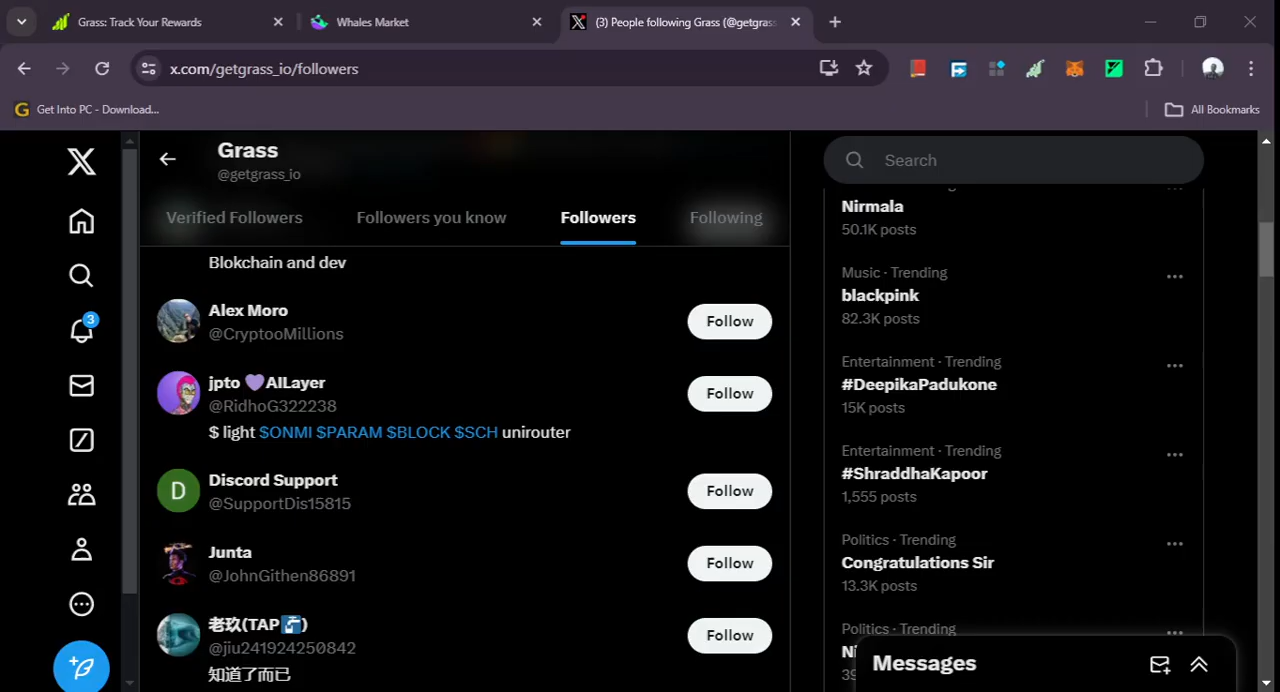 Grass: Track Your Rewards
Whales Market
(3) People following Grass (@getgrass
x.com/getgrass_io/followers
G Get Into PC - Download...
All Bookmarks
X
Grass
@getgrass_io
Search
Verified Followers
Followers you know
Followers
Following
Nirmala
50.1K posts
Blokchain and dev
Music · Trending
blackpink
82.3K posts
Alex Moro
@CryptooMillions
Follow
3
Entertainment · Trending
#DeepikaPadukone
15K posts
jpto 💜AILayer
@RidhoG322238
Follow
$ light $ONMI $PARAM $BLOCK $SCH unirouter
Entertainment · Trending
#ShraddhaKapoor
1,555 posts
D
Discord Support
@SupportDis15815
Follow
Politics · Trending
Congratulations Sir
13.3K posts
Junta
@JohnGithen86891
Follow
Politics · Trending
老玖(TAP🚰)
@jiu241924250842
Follow
知道了而已
Messages